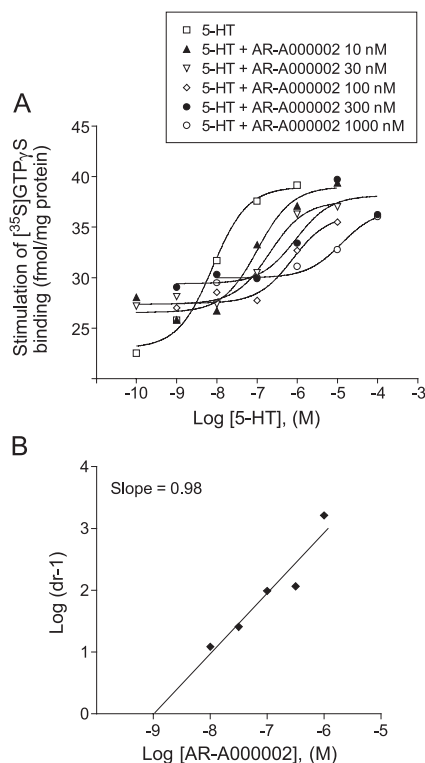 5-HT
5-HT + AR-A000002 10 nM
5-HT + AR-A000002 30 nM
5-HT + AR-A000002 100 nM
5-HT + AR-A000002 300 nM
5-HT + AR-A000002 1000 nM
A
Stimulation of [³⁵S]GTPγS
binding (fmol/mg protein)
45
40
35
30
25
-10 -9 -8 -7 -6 -5 -4 -3
Log [5-HT], (M)
B
Slope = 0.98
Log (dr-1)
4
3
2
1
0
-9 -8 -7 -6 -5
Log [AR-A000002], (M)